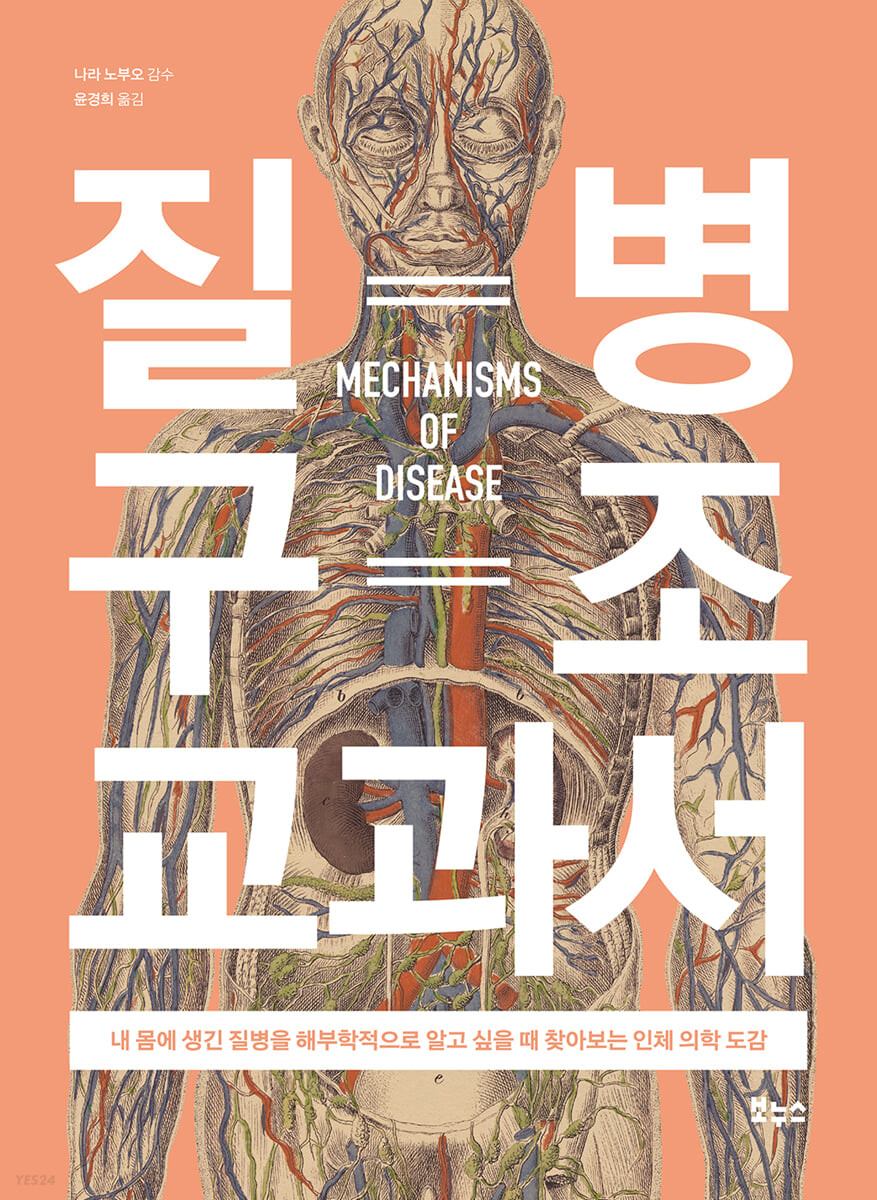 나라 노부오 감수
윤경희 옮김
질병
MECHANISMS
OF
DISEASE
구조
교과서
b
b
c
내 몸에 생긴 질병을 해부학적으로 알고 싶을 때 찾아보는 인체 의학 도감
e
보누스
YES24